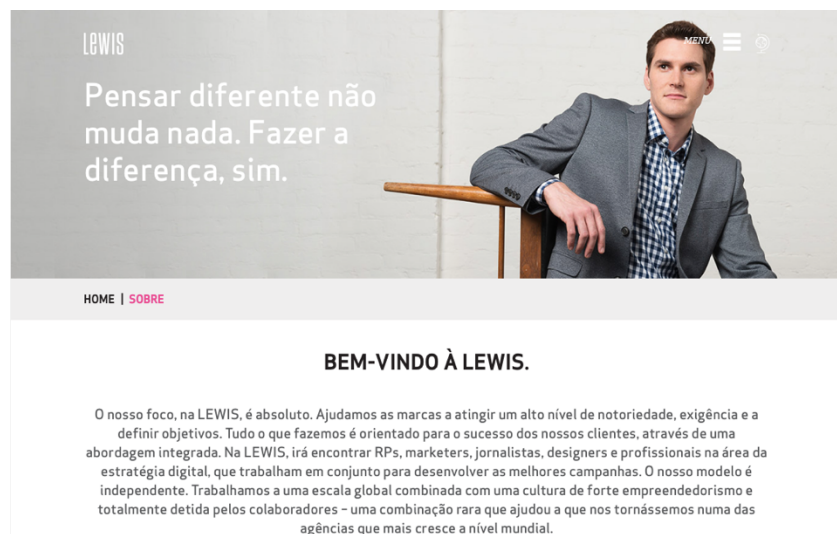 LEWIS
MENU
Pensar diferente não
muda nada. Fazer a
diferença, sim.
HOME | SOBRE
BEM-VINDO À LEWIS.
O nosso foco, na LEWIS, é absoluto. Ajudamos as marcas a atingir um alto nível de notoriedade, exigência e a
definir objetivos. Tudo o que fazemos é orientado para o sucesso dos nossos clientes, através de uma
abordagem integrada. Na LEWIS, irá encontrar RPs, marketers, jornalistas, designers e profissionais na área da
estratégia digital, que trabalham em conjunto para desenvolver as melhores campanhas. O nosso modelo é
independente. Trabalhamos a uma escala global combinada com uma cultura de forte empreendedorismo e
totalmente detida pelos colaboradores – uma combinação rara que ajudou a que nos tornássemos numa das
agências que mais cresce a nível mundial.